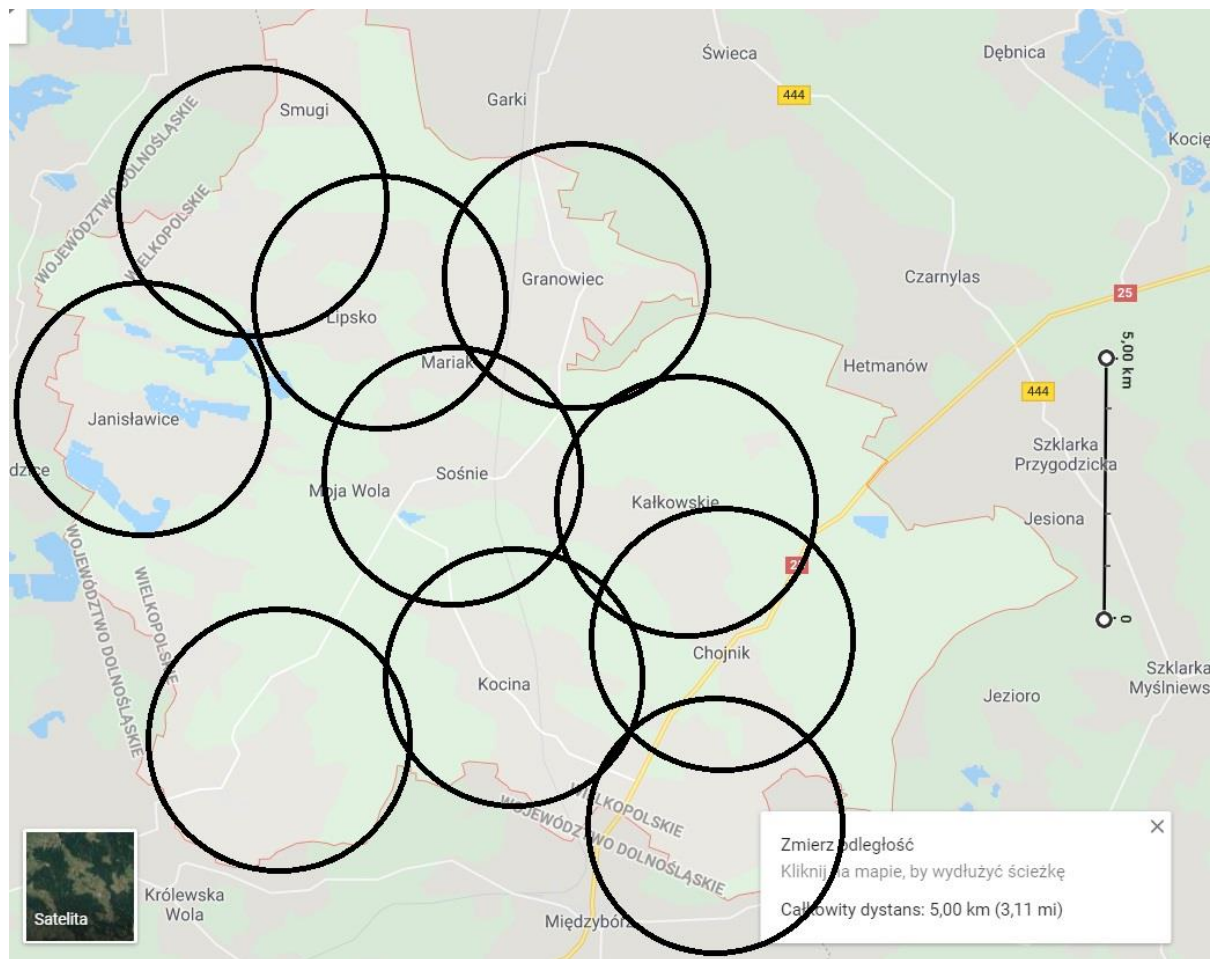 Świeca
Dębnica
444
Garki
Smugi
Kocię
WOJEWÓDZTWO DOLNOŚLĄSKIE
WIELKOPOLSKIE
Granowiec
Czarnylas
25
Lipsko
5,00 km
Mariak
Hetmanów
444
Janisławice
Szklarka
Przygodzicka
dzice
Sośnie
Moja Wola
Kałkowskie
Jesiona
25
WOJEWÓDZTWO DOLNOŚLĄSKIE
WIELKOPOLSKIE
0
Chojnik
Kocina
Jezioro
Szklarka
Myślniews
WIELKOPOLSKIE
WOJEWÓDZTWO DOLNOŚLĄSKIE
Zmierz odległość
Kliknij na mapie, by wydłużyć ścieżkę
Całkowity dystans: 5,00 km (3,11 mi)
Królewska
Wola
Satelita
Międzybórz